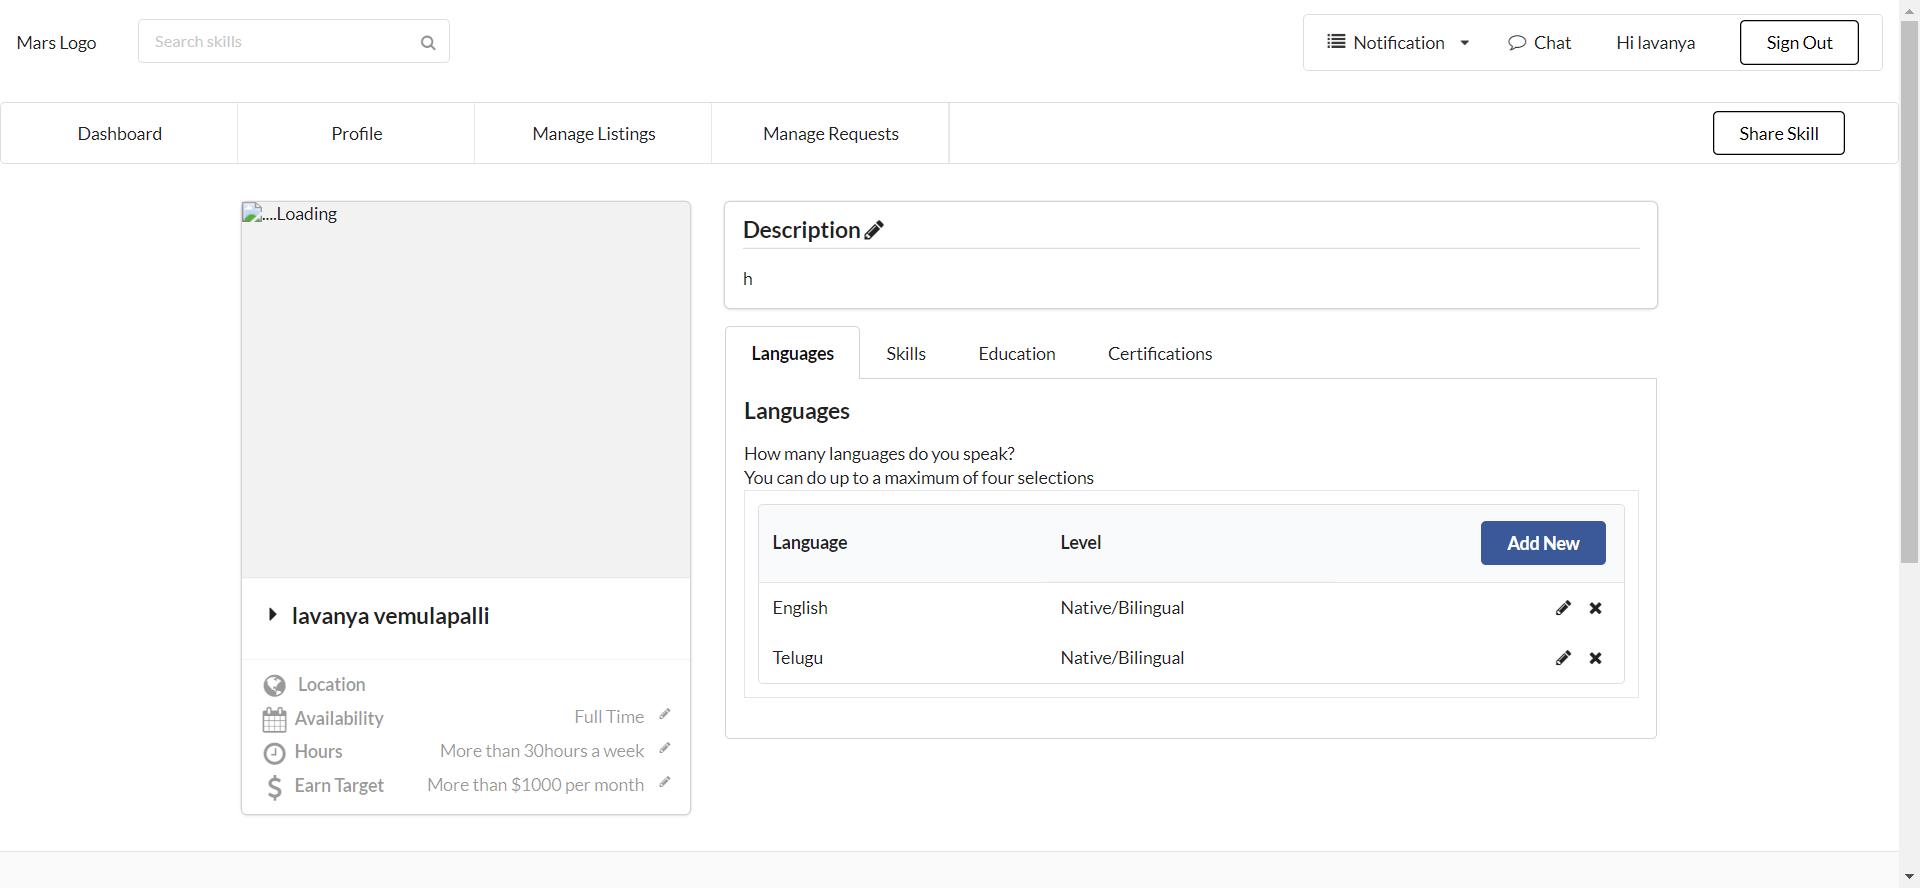 Mars Logo
Search skills
Notification
Chat
Hi lavanya
Sign Out
Dashboard
Profile
Manage Listings
Manage Requests
Share Skill
....Loading
lavanya vemulapalli
Location
Availability Full Time
Hours More than 30hours a week
Earn Target More than $1000 per month
Description
h
Languages Skills Education Certifications
Languages
How many languages do you speak?
You can do up to a maximum of four selections
Language Level Add New
English Native/Bilingual
Telugu Native/Bilingual